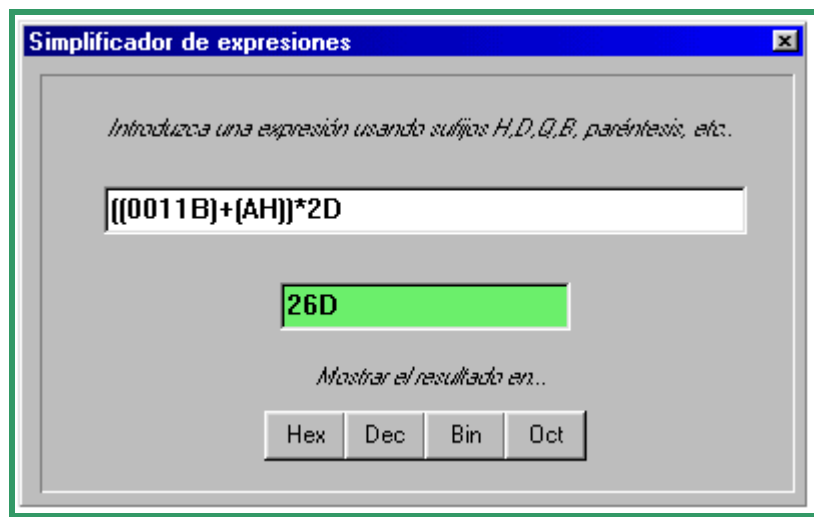 Simplificador de expresiones
Introduzca una expresión usando sufijos H,D,Q,B, paréntesis, etc..
((0011B)+(AH))*2D
26D
Mostrar el resultado en...
Hex Dec Bin Oct